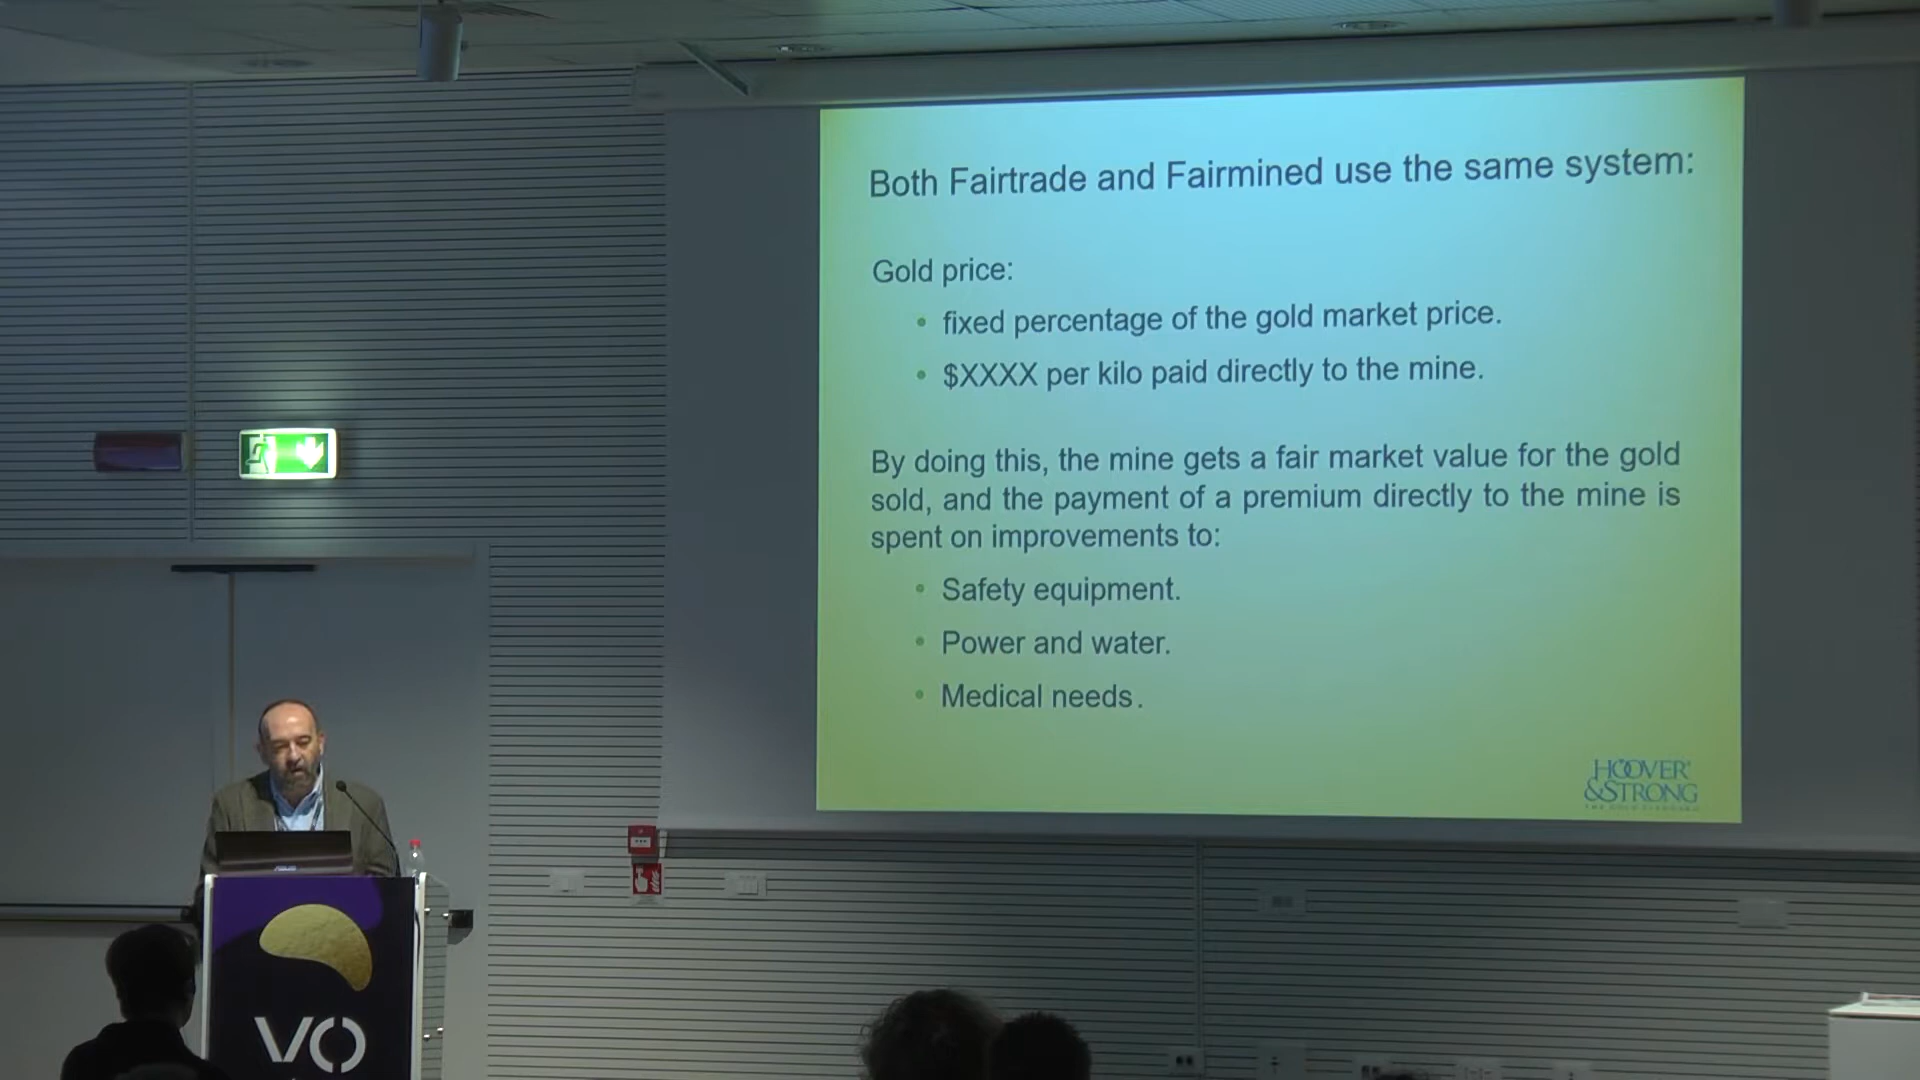 Both Fairtrade and Fairmined use the same system:
Gold price:
• fixed percentage of the gold market price.
• $XXXX per kilo paid directly to the mine.
By doing this, the mine gets a fair market value for the gold
sold, and the payment of a premium directly to the mine is
spent on improvements to:
• Safety equipment.
• Power and water.
• Medical needs.
HOOVER
&STRONG
VO